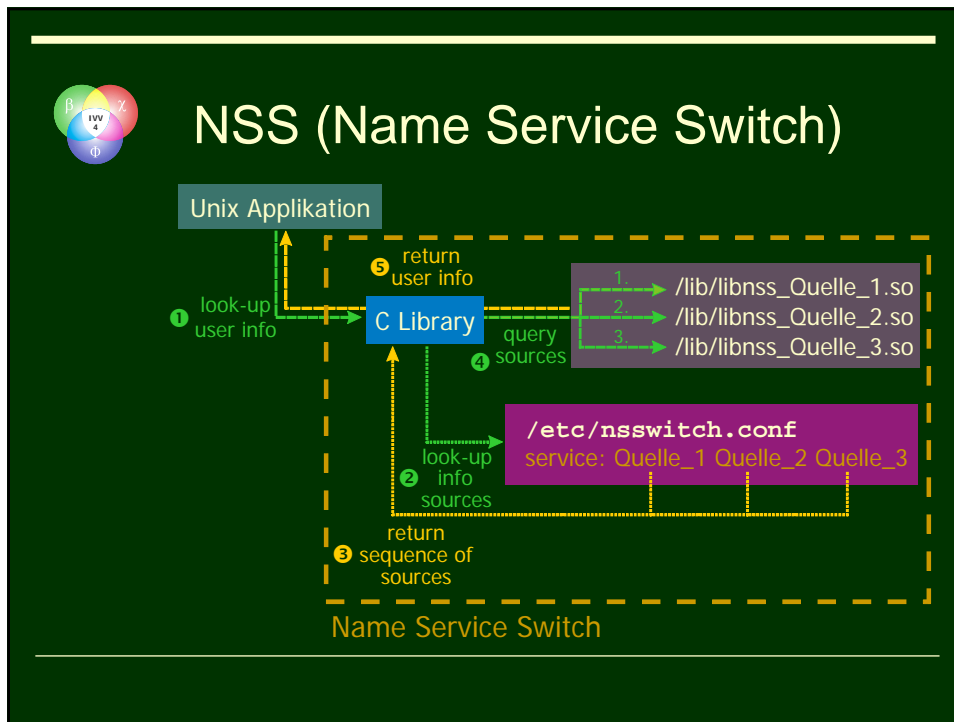 β χ
IVV
4
Φ
NSS (Name Service Switch)
Unix Applikation
❺ return
user info
❶ look-up
user info
C Library
❹ query
sources
1. /lib/libnss_Quelle_1.so
2. /lib/libnss_Quelle_2.so
3. /lib/libnss_Quelle_3.so
/etc/nsswitch.conf
service: Quelle_1 Quelle_2 Quelle_3
❷ look-up
info
sources
❸ return
sequence of
sources
Name Service Switch